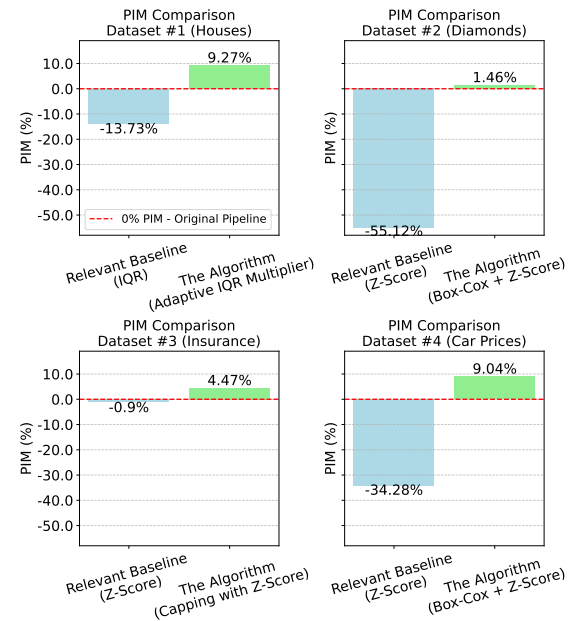 PIM Comparison
Dataset #1 (Houses)
PIM (%)
10.0
0.0
-10.0
-20.0
-30.0
-40.0
-50.0
-13.73%
9.27%
0% PIM - Original Pipeline
Relevant Baseline
(IQR)
The Algorithm
(Adaptive IQR Multiplier)
PIM Comparison
Dataset #2 (Diamonds)
PIM (%)
-55.12%
1.46%
Relevant Baseline
(Z-Score)
The Algorithm
(Box-Cox + Z-Score)
PIM Comparison
Dataset #3 (Insurance)
PIM (%)
10.0
0.0
-10.0
-20.0
-30.0
-40.0
-50.0
-0.9%
4.47%
Relevant Baseline
(Z-Score)
The Algorithm
(Capping with Z-Score)
PIM Comparison
Dataset #4 (Car Prices)
PIM (%)
-34.28%
9.04%
Relevant Baseline
(Z-Score)
The Algorithm
(Box-Cox + Z-Score)